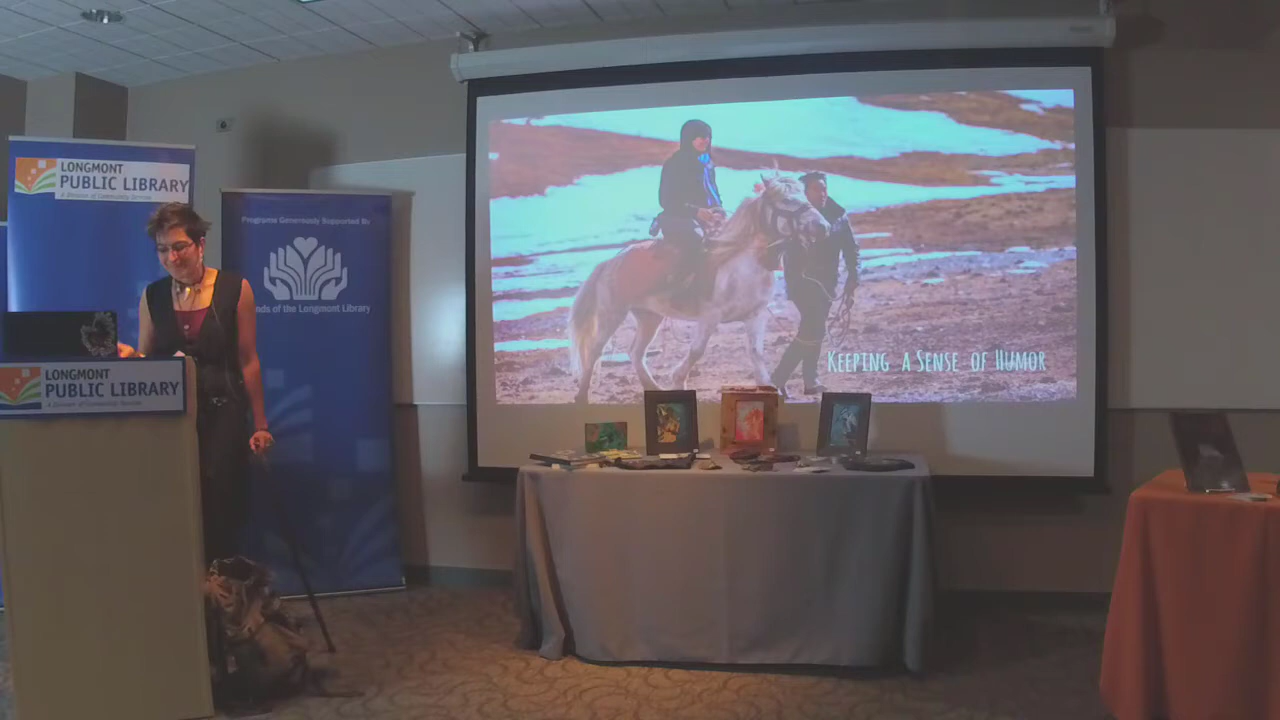 LONGMONT
PUBLIC LIBRARY
A Division of Community Services
Programs Generously Supported By
nds of the Longmont Library
LONGMONT
PUBLIC LIBRARY
A Division of Community Services
KEEPING A SENSE OF HUMOR